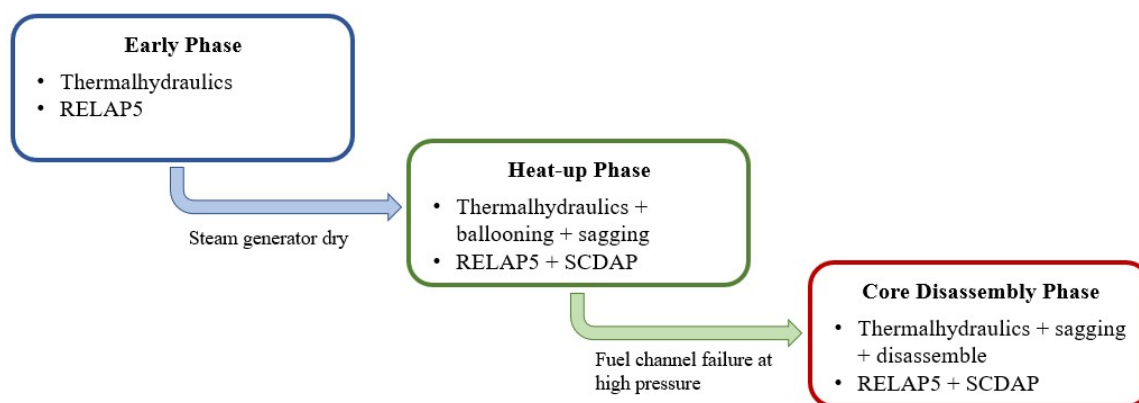 Early Phase
• Thermalhydraulics
• RELAP5
Steam generator dry
Heat-up Phase
• Thermalhydraulics +
ballooning + sagging
• RELAP5 + SCDAP
Fuel channel failure at
high pressure
Core Disassembly Phase
• Thermalhydraulics + sagging
+ disassemble
• RELAP5 + SCDAP